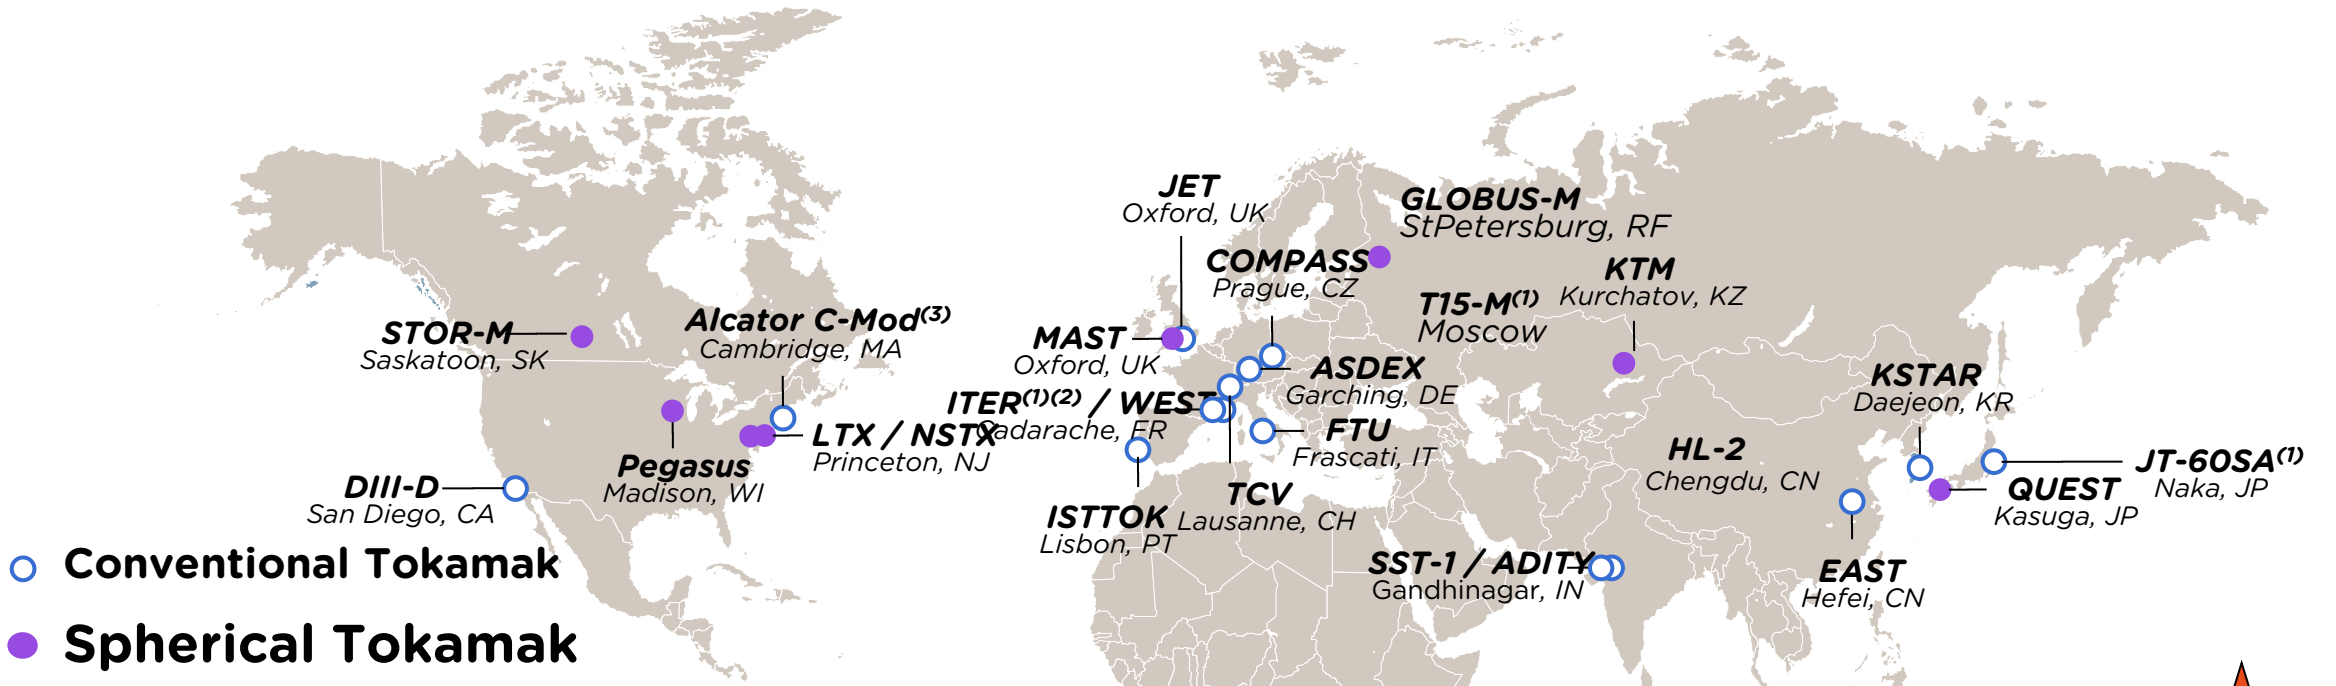 JET
Oxford, UK
GLOBUS-M
StPetersburg, RF
COMPASS
Prague, CZ
KTM
Kurchatov, KZ
T15-M(1)
Moscow
STOR-M
Saskatoon, SK
Alcator C-Mod(3)
Cambridge, MA
MAST
Oxford, UK
ASDEX
Garching, DE
KSTAR
Daejeon, KR
ITER(1)(2) / WEST
Cadarache, FR
LTX / NSTX
Princeton, NJ
FTU
Frascati, IT
HL-2
Chengdu, CN
JT-60SA(1)
Naka, JP
Pegasus
Madison, WI
DIII-D
San Diego, CA
TCV
Lausanne, CH
QUEST
Kasuga, JP
ISTTOK
Lisbon, PT
SST-1 / ADITY
Gandhinagar, IN
EAST
Hefei, CN
Conventional Tokamak
Spherical Tokamak